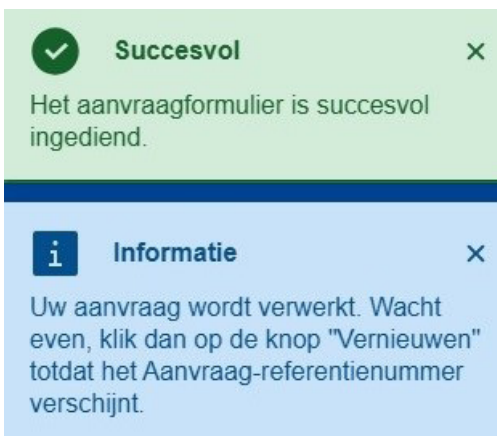 Succesvol
Het aanvraagformulier is succesvol
ingediend.
Informatie
Uw aanvraag wordt verwerkt. Wacht
even, klik dan op de knop "Vernieuwen"
totdat het Aanvraag-referentienummer
verschijnt.